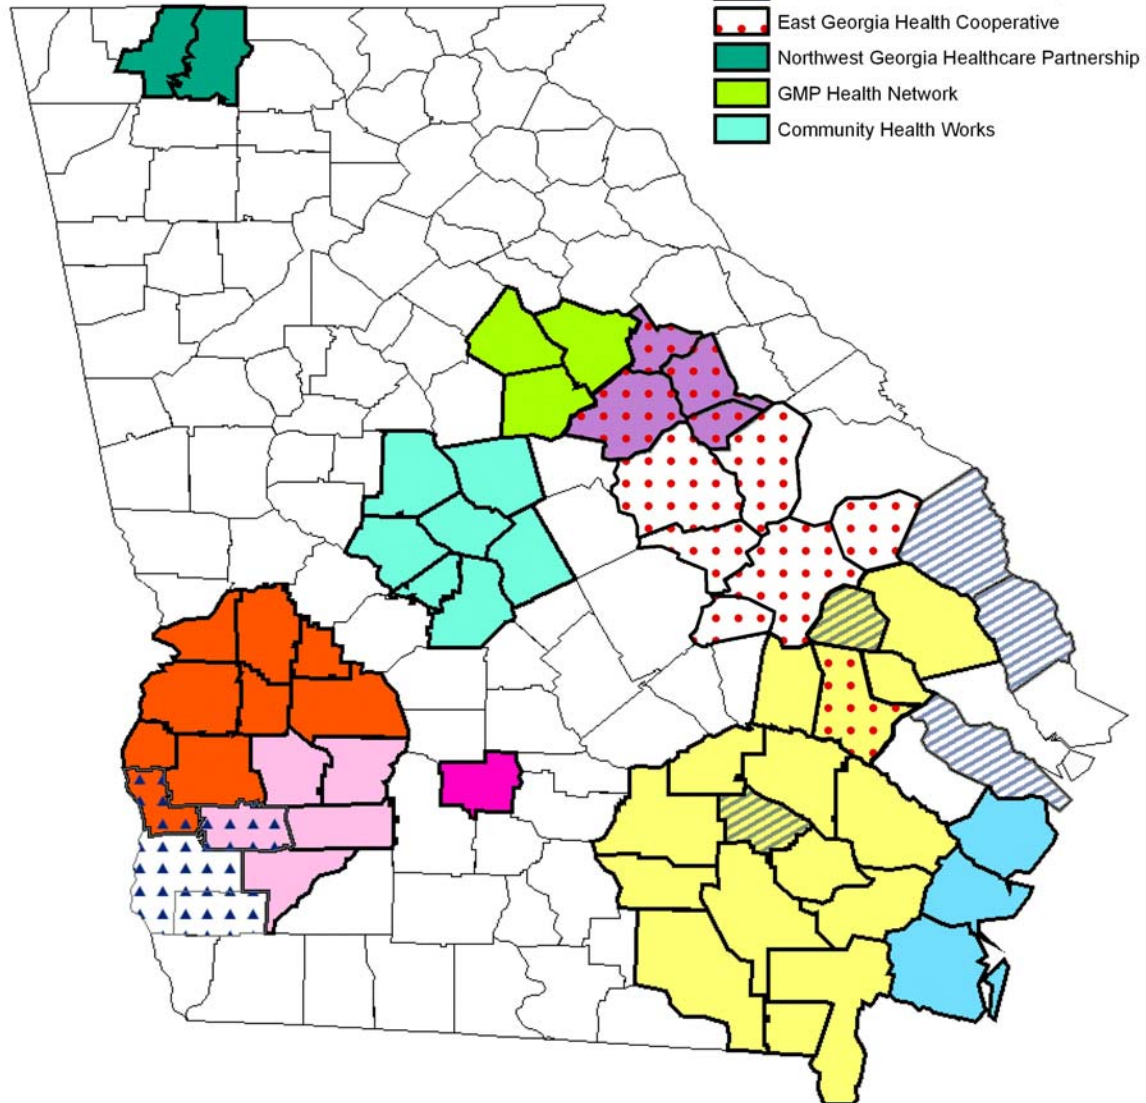 East Georgia Health Cooperative
Northwest Georgia Healthcare Partnership
GMP Health Network
Community Health Works